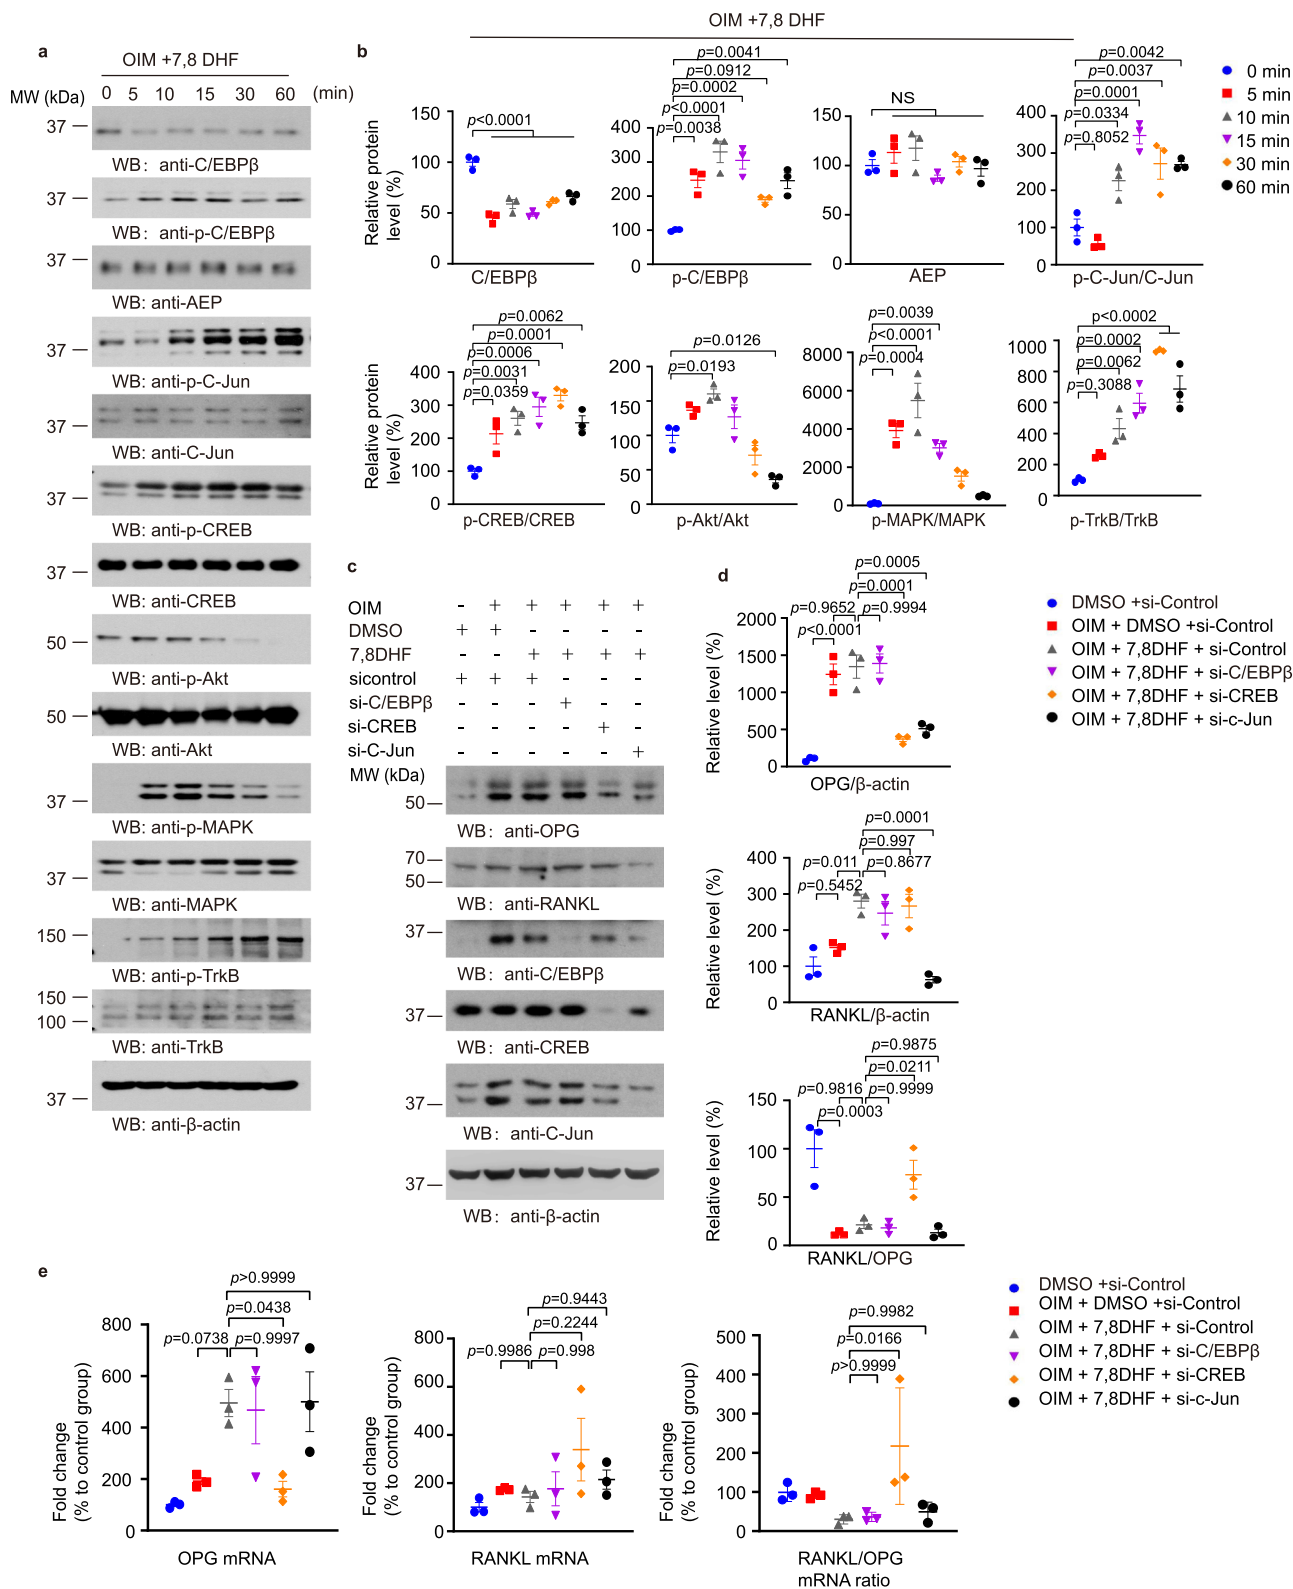 a
OIM +7,8 DHF
MW (kDa) 0 5 10 15 30 60 (min)
37
WB: anti-C/EBPβ
37
WB: anti-p-C/EBPβ
37
WB: anti-AEP
37
WB: anti-p-C-Jun
WB: anti-C-Jun
37
WB: anti-p-CREB
37
WB: anti-CREB
50
WB: anti-p-Akt
50
WB: anti-Akt
37
WB: anti-p-MAPK
37
WB: anti-MAPK
150
WB: anti-p-TrkB
150
100
WB: anti-TrkB
37
WB: anti-β-actin
b
OIM +7,8 DHF
Relative protein
level (%)
150
100
50
0
p<0.0001
C/EBPβ
400
300
200
100
0
p=0.0041
p=0.0912
p=0.0002
p<0.0001
p=0.0038
p-C/EBPβ
150
100
50
0
NS
AEP
400
300
200
100
0
p=0.0042
p=0.0037
p=0.0001
p=0.0334
p=0.8052
p-C-Jun/C-Jun
0 min
5 min
10 min
15 min
30 min
60 min
Relative protein
level (%)
400
300
200
100
0
p=0.0062
p=0.0001
p=0.0006
p=0.0031
p=0.0359
p-CREB/CREB
200
150
100
50
0
p=0.0126
p=0.0193
p-Akt/Akt
8000
6000
4000
2000
0
p=0.0039
p<0.0001
p=0.0004
p-MAPK/MAPK
1000
800
600
400
200
0
p<0.0002
p=0.0002
p=0.0062
p=0.3088
p-TrkB/TrkB
c
OIM - + + + + +
DMSO + + - - - -
7,8DHF - - + + + +
sicontrol + + + - - -
si-C/EBPβ - - - + - -
si-CREB - - - - + -
si-C-Jun - - - - - +
MW (kDa)
50
WB: anti-OPG
70
50
WB: anti-RANKL
37
WB: anti-C/EBPβ
37
WB: anti-CREB
37
WB: anti-C-Jun
37
WB: anti-β-actin
d
Relative level (%)
2000
1500
1000
500
0
p=0.0005
p=0.0001
p=0.9652
p=0.9994
p<0.0001
OPG/β-actin
DMSO +si-Control
OIM + DMSO +si-Control
OIM + 7,8DHF + si-Control
OIM + 7,8DHF + si-C/EBPβ
OIM + 7,8DHF + si-CREB
OIM + 7,8DHF + si-c-Jun
Relative level (%)
400
300
200
100
0
p=0.0001
p=0.997
p=0.011
p=0.8677
p=0.5452
RANKL/β-actin
Relative level (%)
150
100
50
0
p=0.9875
p=0.0211
p=0.9816
p=0.9999
p=0.0003
RANKL/OPG
e
Fold change
(% to control group)
800
600
400
200
0
p>0.9999
p=0.0438
p=0.0738
p=0.9997
OPG mRNA
Fold change
(% to control group)
800
600
400
200
0
p=0.9443
p=0.2244
p=0.9986
p=0.998
RANKL mRNA
Fold change
(% to control group)
500
400
300
200
100
0
p=0.9982
p=0.0166
p>0.9999
RANKL/OPG
mRNA ratio
DMSO +si-Control
OIM + DMSO +si-Control
OIM + 7,8DHF + si-Control
OIM + 7,8DHF + si-C/EBPβ
OIM + 7,8DHF + si-CREB
OIM + 7,8DHF + si-c-Jun